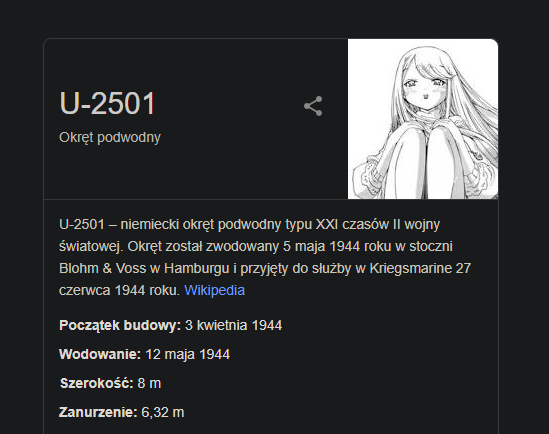 U-2501
Okręt podwodny
U-2501 – niemiecki okręt podwodny typu XXI czasów II wojny
światowej. Okręt został zwodowany 5 maja 1944 roku w stoczni
Blohm & Voss w Hamburgu i przyjęty do służby w Kriegsmarine 27
czerwca 1944 roku. Wikipedia
Początek budowy: 3 kwietnia 1944
Wodowanie: 12 maja 1944
Szerokość: 8 m
Zanurzenie: 6,32 m